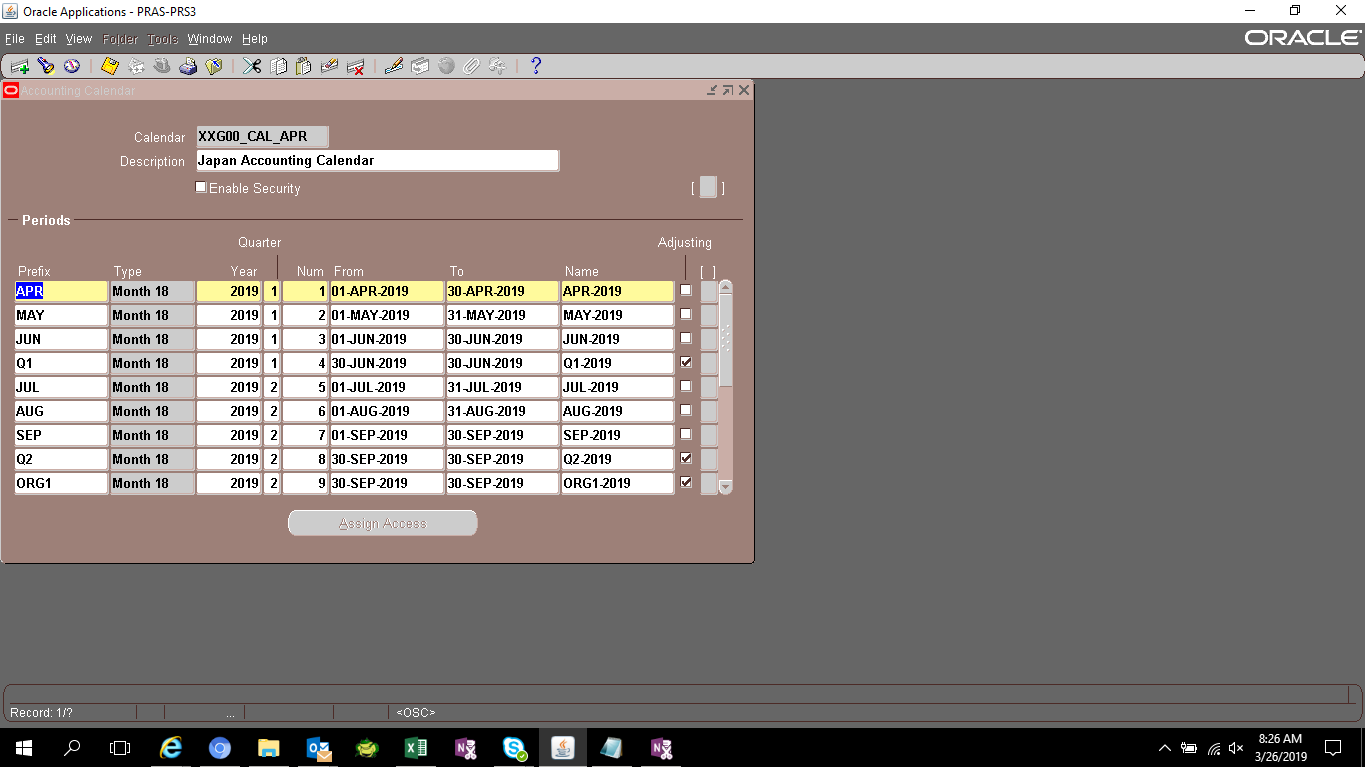 Oracle Applications - PRAS-PRS3
File Edit View Folder Tools Window Help
ORACLE
Accounting Calendar
Calendar XXG00_CAL_APR
Description Japan Accounting Calendar
Enable Security [ ]
Periods
Quarter Adjusting
Prefix Type Year Num From To Name [ ]
APR Month 18 2019 1 1 01-APR-2019 30-APR-2019 APR-2019
MAY Month 18 2019 1 2 01-MAY-2019 31-MAY-2019 MAY-2019
JUN Month 18 2019 1 3 01-JUN-2019 30-JUN-2019 JUN-2019
Q1 Month 18 2019 1 4 30-JUN-2019 30-JUN-2019 Q1-2019
JUL Month 18 2019 2 5 01-JUL-2019 31-JUL-2019 JUL-2019
AUG Month 18 2019 2 6 01-AUG-2019 31-AUG-2019 AUG-2019
SEP Month 18 2019 2 7 01-SEP-2019 30-SEP-2019 SEP-2019
Q2 Month 18 2019 2 8 30-SEP-2019 30-SEP-2019 Q2-2019
ORG1 Month 18 2019 2 9 30-SEP-2019 30-SEP-2019 ORG1-2019
Assign Access
Record: 1/? ... <OSC>
8:26 AM
3/26/2019